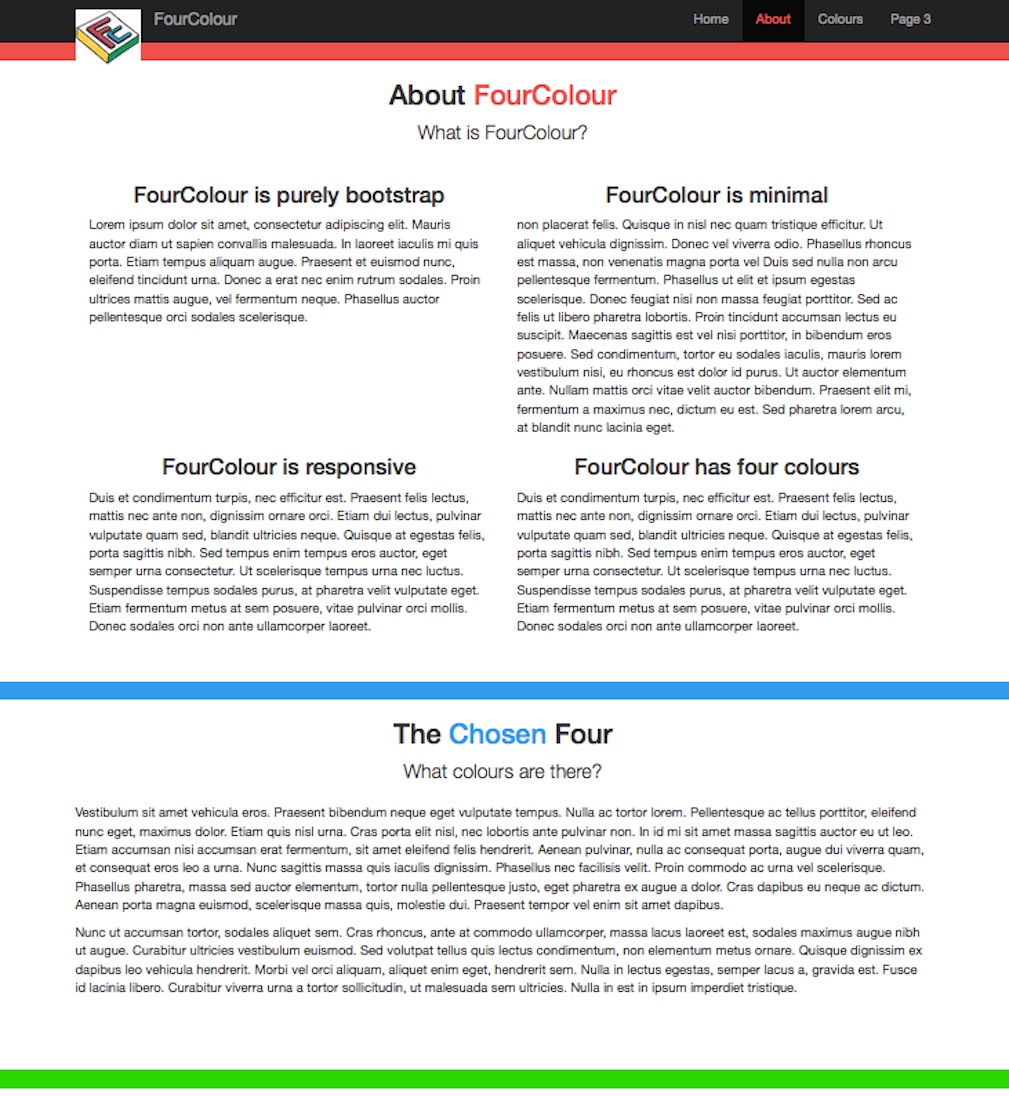 FourColour
Home
About
Colours
Page 3
About FourColour
What is FourColour?
FourColour is purely bootstrap
Lorem ipsum dolor sit amet, consectetur adipiscing elit. Mauris
auctor diam ut sapien convallis malesuada. In laoreet iaculis mi quis
porta. Etiam tempus aliquam augue. Praesent et euismod nunc,
eleifend tincidunt urna. Donec a erat nec enim rutrum sodales. Proin
ultrices mattis augue, vel fermentum neque. Phasellus auctor
pellentesque orci sodales scelerisque.
FourColour is minimal
non placerat felis. Quisque in nisl nec quam tristique efficitur. Ut
aliquet vehicula dignissim. Donec vel viverra odio. Phasellus rhoncus
est massa, non venenatis magna porta vel Duis sed nulla non arcu
pellentesque fermentum. Phasellus ut elit et ipsum egestas
scelerisque. Donec feugiat nisi non massa feugiat porttitor. Sed ac
felis ut libero pharetra lobortis. Proin tincidunt accumsan lectus eu
suscipit. Maecenas sagittis est vel nisi porttitor, in bibendum eros
posuere. Sed condimentum, tortor eu sodales iaculis, mauris lorem
vestibulum nisi, eu rhoncus est dolor id purus. Ut auctor elementum
ante. Nullam mattis orci vitae velit auctor bibendum. Praesent elit mi,
fermentum a maximus nec, dictum eu est. Sed pharetra lorem arcu,
at blandit nunc lacinia eget.
FourColour is responsive
Duis et condimentum turpis, nec efficitur est. Praesent felis lectus,
mattis nec ante non, dignissim ornare orci. Etiam dui lectus, pulvinar
vulputate quam sed, blandit ultricies neque. Quisque at egestas felis,
porta sagittis nibh. Sed tempus enim tempus eros auctor, eget
semper urna consectetur. Ut scelerisque tempus urna nec luctus.
Suspendisse tempus sodales purus, at pharetra velit vulputate eget.
Etiam fermentum metus at sem posuere, vitae pulvinar orci mollis.
Donec sodales orci non ante ullamcorper laoreet.
FourColour has four colours
Duis et condimentum turpis, nec efficitur est. Praesent felis lectus,
mattis nec ante non, dignissim ornare orci. Etiam dui lectus, pulvinar
vulputate quam sed, blandit ultricies neque. Quisque at egestas felis,
porta sagittis nibh. Sed tempus enim tempus eros auctor, eget
semper urna consectetur. Ut scelerisque tempus urna nec luctus.
Suspendisse tempus sodales purus, at pharetra velit vulputate eget.
Etiam fermentum metus at sem posuere, vitae pulvinar orci mollis.
Donec sodales orci non ante ullamcorper laoreet.
The Chosen Four
What colours are there?
Vestibulum sit amet vehicula eros. Praesent bibendum neque eget vulputate tempus. Nulla ac tortor lorem. Pellentesque ac tellus porttitor, eleifend
nunc eget, maximus dolor. Etiam quis nisl urna. Cras porta elit nisl, nec lobortis ante pulvinar non. In id mi sit amet massa sagittis auctor eu ut leo.
Etiam accumsan nisi accumsan erat fermentum, sit amet eleifend felis hendrerit. Aenean pulvinar, nulla ac consequat porta, augue dui viverra quam,
et consequat eros leo a urna. Nunc sagittis massa quis iaculis dignissim. Phasellus nec facilisis velit. Proin commodo ac urna vel scelerisque.
Phasellus pharetra, massa sed auctor elementum, tortor nulla pellentesque justo, eget pharetra ex augue a dolor. Cras dapibus eu neque ac dictum.
Aenean porta magna euismod, scelerisque massa quis, molestie dui. Praesent tempor vel enim sit amet dapibus.
Nunc ut accumsan tortor, sodales aliquet sem. Cras rhoncus, ante at commodo ullamcorper, massa lacus laoreet est, sodales maximus augue nibh
ut augue. Curabitur ultricies vestibulum euismod. Sed volutpat tellus quis lectus condimentum, non elementum metus ornare. Quisque dignissim ex
dapibus leo vehicula hendrerit. Morbi vel orci aliquam, aliquet enim eget, hendrerit sem. Nulla in lectus egestas, semper lacus a, gravida est. Fusce
id lacinia libero. Curabitur viverra urna a tortor sollicitudin, ut malesuada sem ultricies. Nulla in est in ipsum imperdiet tristique.